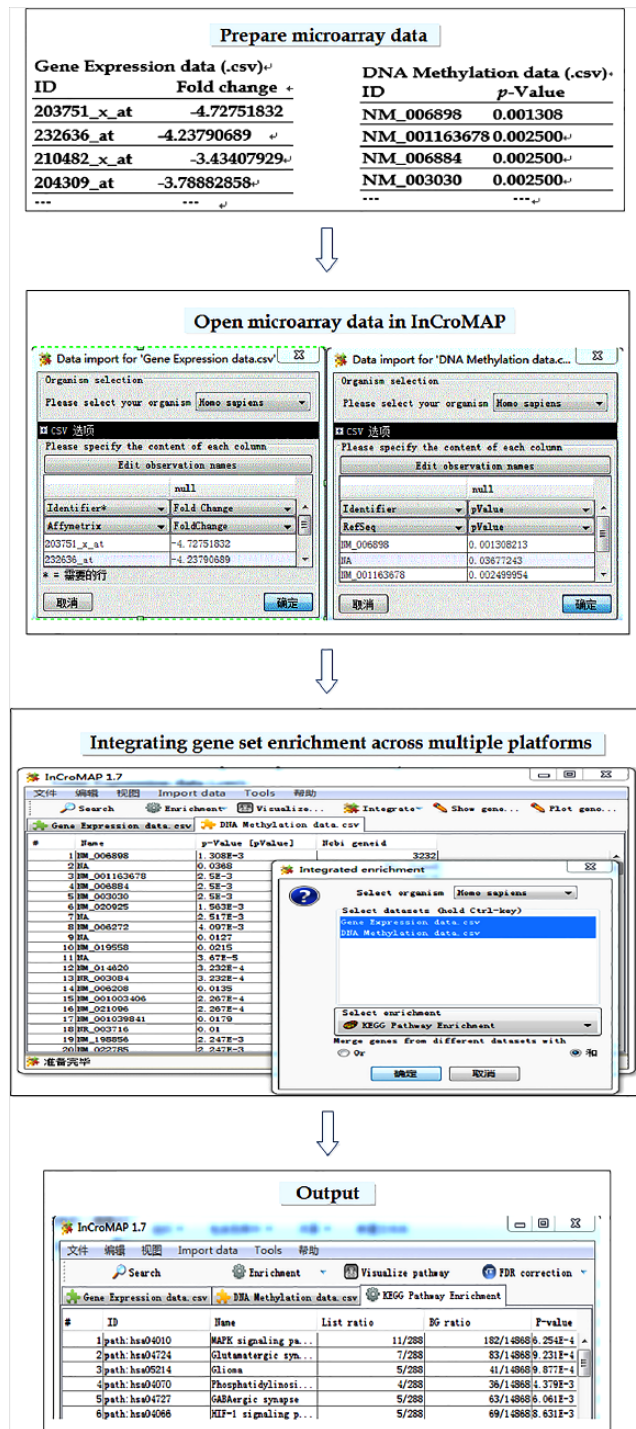 Prepare microarray data
Gene Expression data (.csv)↵
ID Fold change ↵
203751_x_at -4.72751832
232636_at -4.23790689 ↵
210482_x_at -3.43407929↵
204309_at -3.78882858↵
--- --- ↵
DNA Methylation data (.csv)↵
ID p-Value
NM_006898 0.001308
NM_001163678 0.002500↵
NM_006884 0.002500↵
NM_003030 0.002500↵
--- ---↵
Open microarray data in InCroMAP
Data import for 'Gene Expression data.csv'
Organism selection
Please select your organism Homo sapiens
CSV 选项
Please specify the content of each column
Edit observation names
null
Identifier* Fold Change
Affymetrix FoldChange
203751_x_at -4.72751832
232636_at -4.23790689
* = 需要的行
取消 确定
Data import for 'DNA Methylation data.c...
Organism selection
Please select your organism Homo sapiens
CSV 选项
Please specify the content of each column
Edit observation names
null
Identifier pValue
RefSeq pValue
NM_006898 0.001308213
NA 0.03677243
NM_001163678 0.002499954
取消 确定
Integrating gene set enrichment across multiple platforms
InCroMAP 1.7
文件 编辑 视图 Import data Tools 帮助
Search Enrichment Visualize... Integrate Show gene... Plot geno...
Gene Expression data.csv DNA Methylation data.csv
# Name p-Value [pValue] Ncbi geneid
1 NM_006898 1.308E-3 3232
2 NA 0.0368
3 NM_001163678 2.5E-3
4 NM_006884 2.5E-3
5 NM_003030 2.5E-3
6 NM_020925 1.563E-3
7 NA 2.517E-3
8 NM_006272 4.097E-3
9 NA 0.0127
10 NM_019558 0.0215
11 NA 3.67E-5
12 NM_014620 3.232E-4
13 NR_003084 3.232E-4
14 NM_006208 0.0135
15 NM_001003406 2.267E-4
16 NM_021096 2.267E-4
17 NM_001039841 0.0179
18 NR_003716 0.01
19 NM_198856 2.247E-3
20 NM_022785 2.247E-3
准备完毕
Integrated enrichment
Select organism Homo sapiens
Select datasets (hold Ctrl-key)
Gene Expression data.csv
DNA Methylation data.csv
Select enrichment
KEGG Pathway Enrichment
Merge genes from different datasets with
Or 和
确定 取消
Output
InCroMAP 1.7
文件 编辑 视图 Import data Tools 帮助
Search Enrichment Visualize pathway FDR correction
Gene Expression data.csv DNA Methylation data.csv KEGG Pathway Enrichment
# ID Name List ratio BG ratio P-value
1 path:hsa04010 MAPK signaling pa... 11/288 182/14868 6.254E-4
2 path:hsa04724 Glutamatergic syn... 7/288 83/14868 9.231E-4
3 path:hsa05214 Glioma 5/288 41/14868 9.877E-4
4 path:hsa04070 Phosphatidylinosi... 4/288 36/14868 4.379E-3
5 path:hsa04727 GABAergic synapse 5/288 63/14868 6.061E-3
6 path:hsa04066 HIF-1 signaling p... 5/288 69/14868 8.631E-3